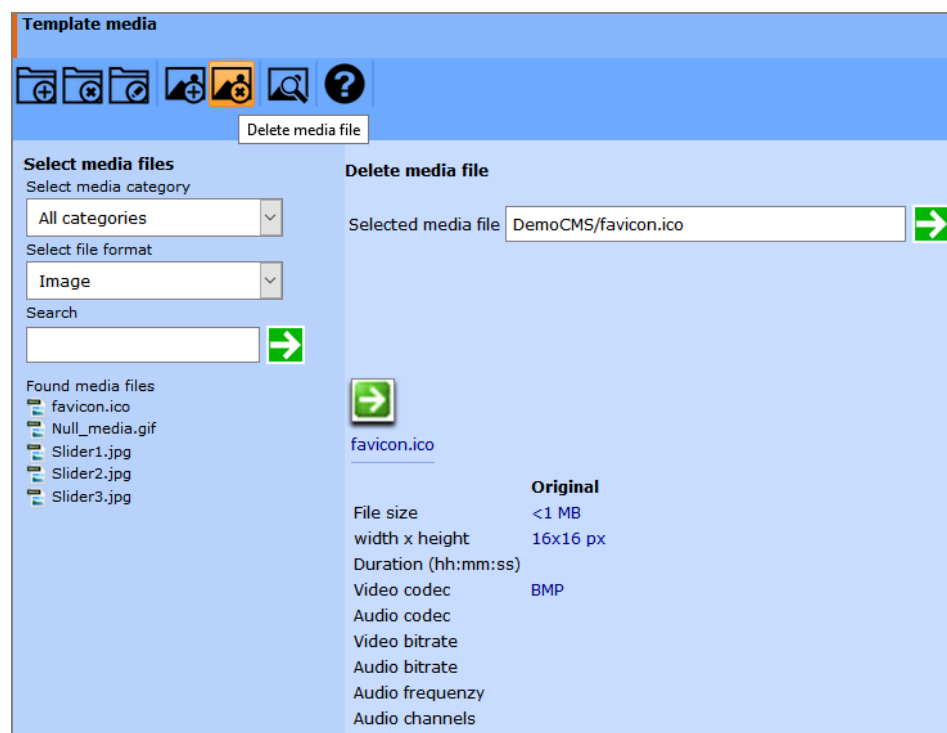 Template media
Delete media file
Select media files
Select media category
All categories
Select file format
Image
Search
Found media files
favicon.ico
Null_media.gif
Slider1.jpg
Slider2.jpg
Slider3.jpg
Delete media file
Selected media file DemoCMS/favicon.ico
favicon.ico
Original
File size <1 MB
width x height 16x16 px
Duration (hh:mm:ss)
Video codec BMP
Audio codec
Video bitrate
Audio bitrate
Audio frequenzy
Audio channels